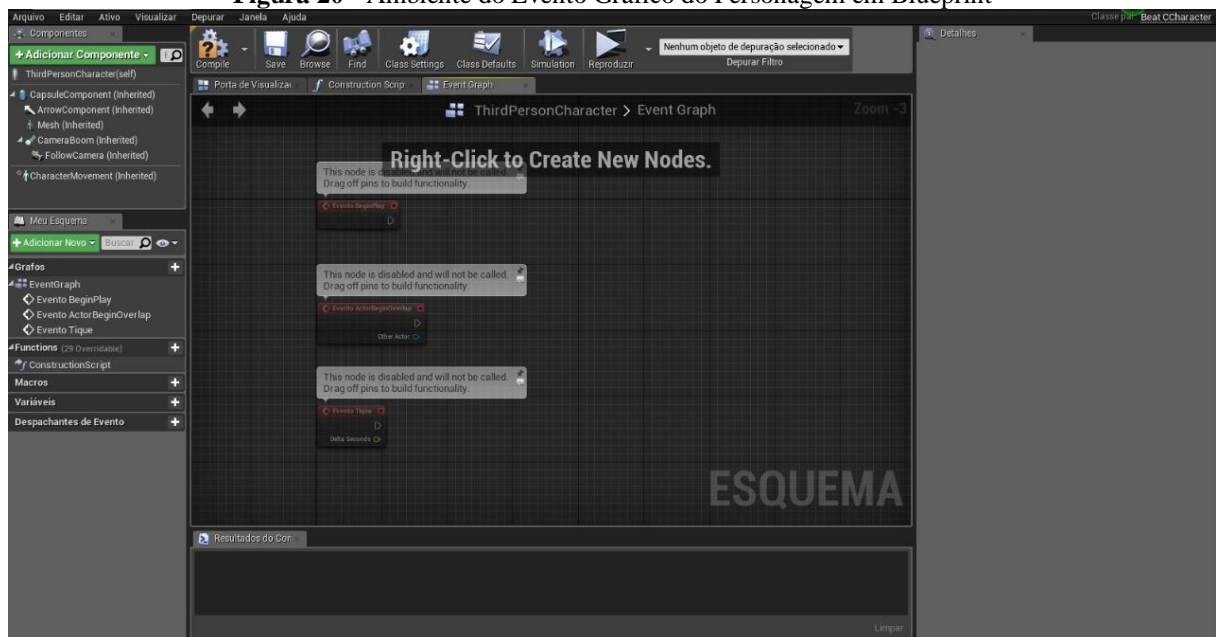 Figura 20 - Ambiente do Evento Gráfico do Personagem em Blueprint
Arquivo Editar Ativo Visualizar Depurar Janela Ajuda
Beat CCharacter
Componentes
+Adicionar Componente
ThirdPersonCharacter(self)
CapsuleComponent (Inherited)
ArrowComponent (Inherited)
Mesh (Inherited)
CameraBoom (Inherited)
FollowCamera (Inherited)
CharacterMovement (Inherited)
Meu Esquema
+Adicionar Novo Buscar
Grafos
EventGraph
Evento BeginPlay
Evento ActorBeginOverlap
Evento Tique
Functions (29 Overridable)
ConstructionScript
Macros
Variáveis
Despachantes de Evento
Compile Save Browse Find Class Settings Class Defaults Simulation Reproduzir
Nenhum objeto de depuração selecionado
Depurar Filtro
Porta de Visualiza Construction Scrip Event Graph
ThirdPersonCharacter > Event Graph
Zoom -3
Right-Click to Create New Nodes.
This node is disabled and will not be called.
Drag off pins to build functionality.
Evento BeginPlay
This node is disabled and will not be called.
Drag off pins to build functionality.
Evento ActorBeginOverlap
Other Actor
This node is disabled and will not be called.
Drag off pins to build functionality.
Evento Tique
Delta Seconds
ESQUEMA
Resultados do Con
Limpar
Detalhes